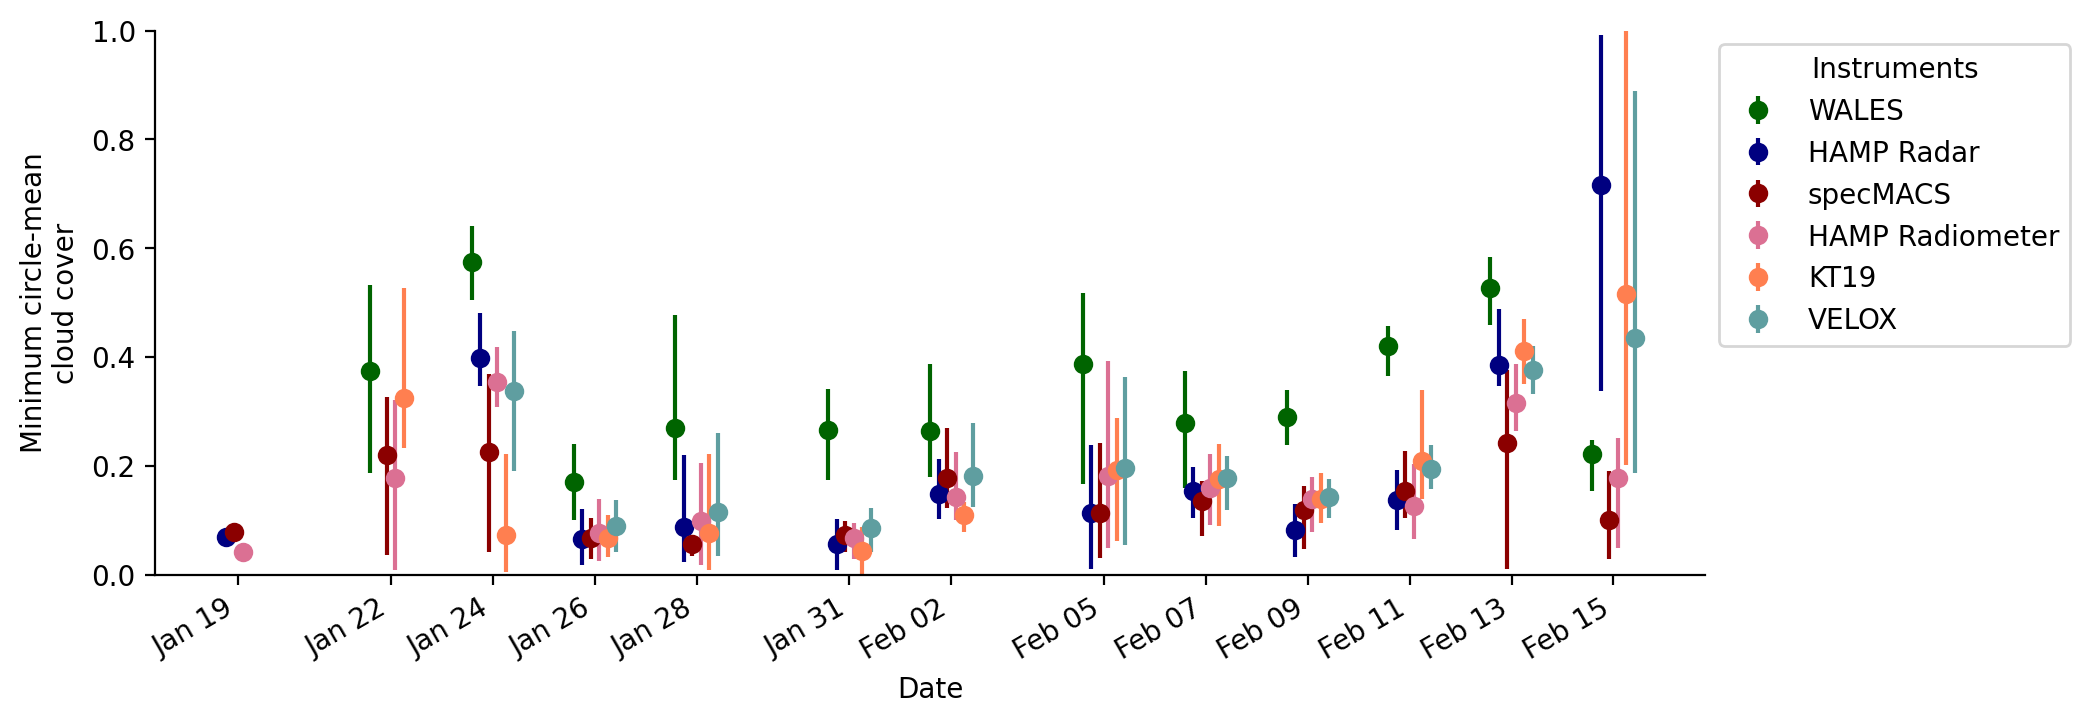 Minimum circle-mean
cloud cover
1.0
0.8
0.6
0.4
0.2
0.0
Jan 19
Jan 22
Jan 24
Jan 26
Jan 28
Jan 31
Feb 02
Feb 05
Feb 07
Feb 09
Feb 11
Feb 13
Feb 15
Date
Instruments
WALES
HAMP Radar
specMACS
HAMP Radiometer
KT19
VELOX